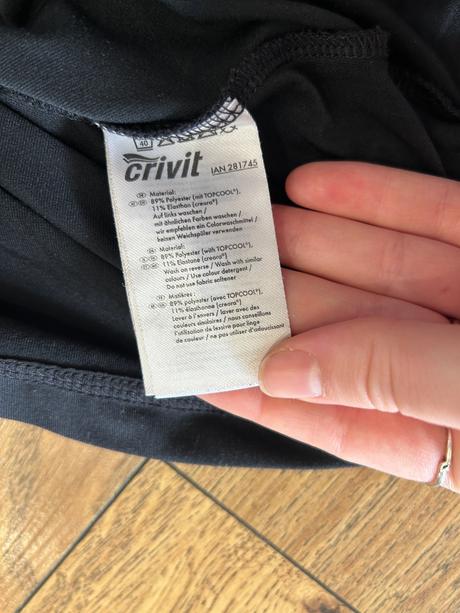 40
crivit
IAN 281745
Material:
89% Polyester (mit TOPCOOL®),
11% Elasthan (creora®)
Auf links waschen /
mit ähnlichen Farben waschen /
wir empfehlen ein Colorwaschmittel /
keinen Weichspüler verwenden
Material:
89% Polyester (with TOPCOOL®),
11% Elastane (creora®)
Wash on reverse / Wash with similar
colours / Use colour detergent /
Do not use fabric softener
Matières :
89% polyester (avec TOPCOOL®),
11% élasthanne (creora®)
Laver à l'envers / laver avec des
couleurs similaires / nous conseillons
l'utilisation de lessive pour linge
de couleur / ne pas utiliser d'adoucissant